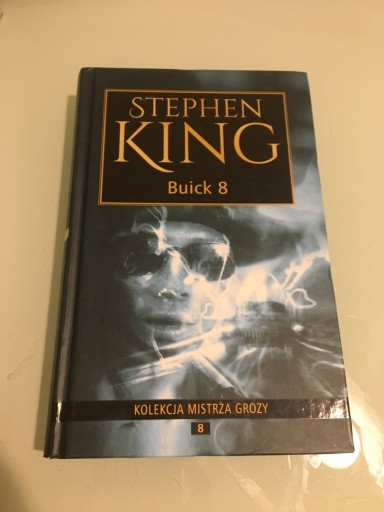 STEPHEN
KING
Buick 8
KOLEKCJA MISTRZA GROZY
8